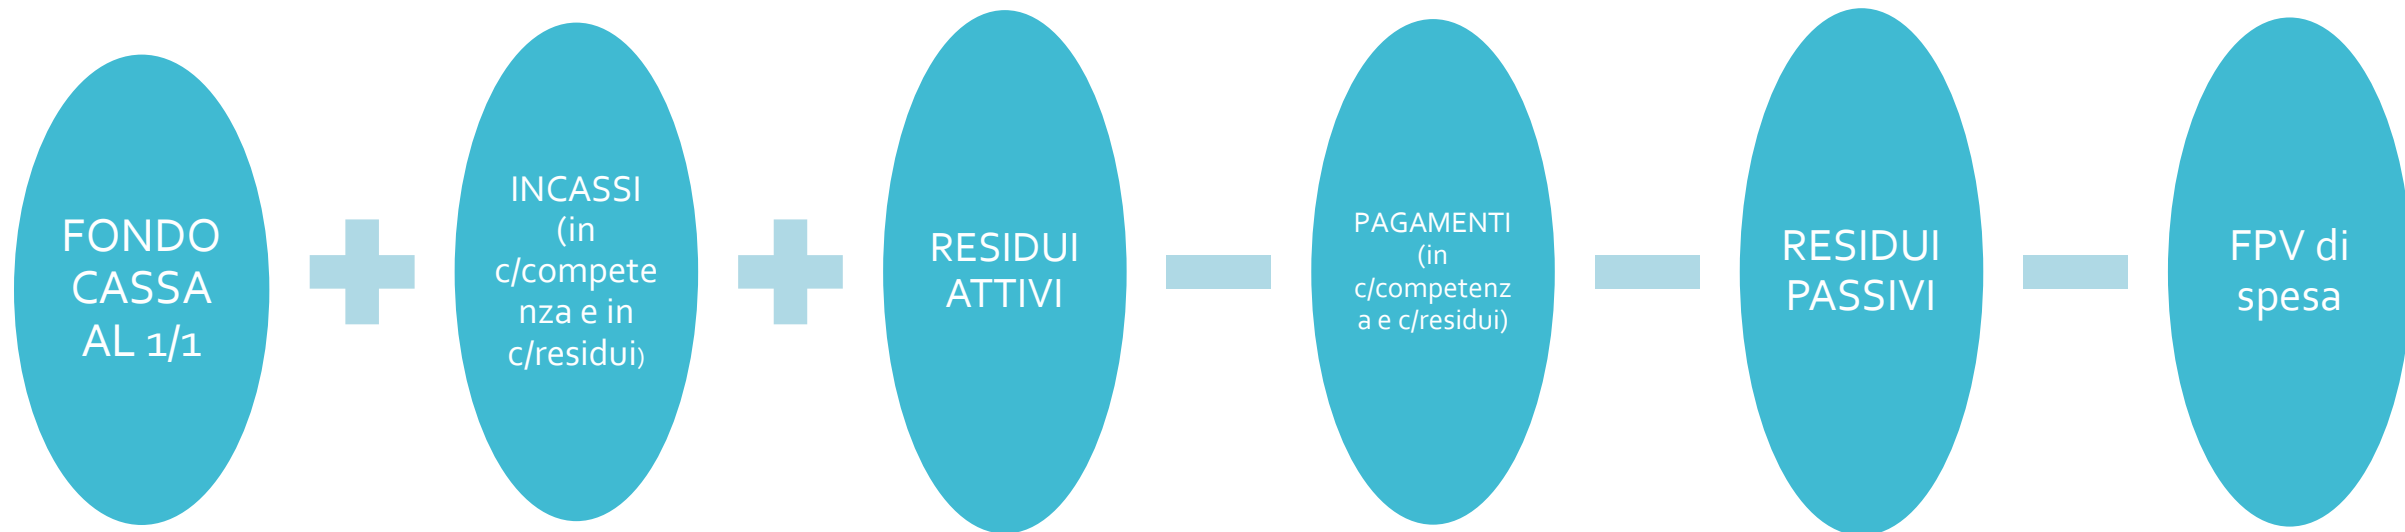 FONDO
CASSA
AL 1/1
INCASSI
(in
c/compete
nza e in
c/residui)
RESIDUI
ATTIVI
PAGAMENTI
(in
c/competenz
a e c/residui)
RESIDUI
PASSIVI
FPV di
spesa